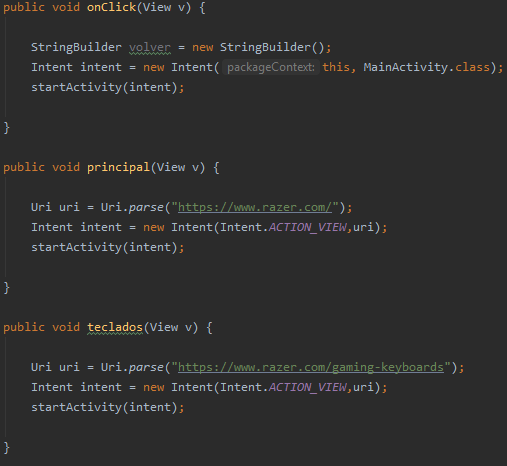 public void onClick(View v) {
StringBuilder volver = new StringBuilder();
Intent intent = new Intent( packageContext: this, MainActivity.class);
startActivity(intent);
}
public void principal(View v) {
Uri uri = Uri.parse("https://www.razer.com/");
Intent intent = new Intent(Intent.ACTION_VIEW,uri);
startActivity(intent);
}
public void teclados(View v) {
Uri uri = Uri.parse("https://www.razer.com/gaming-keyboards");
Intent intent = new Intent(Intent.ACTION_VIEW,uri);
startActivity(intent);
}